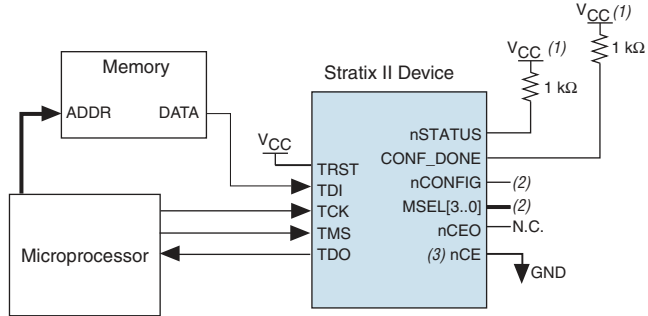 VCC (1)
VCC (1)
1 kΩ
1 kΩ
Memory
ADDR DATA
Stratix II Device
VCC
nSTATUS
CONF_DONE
nCONFIG (2)
MSEL[3..0] (2)
nCEO N.C.
(3) nCE
GND
TRST
TDI
TCK
TMS
TDO
Microprocessor